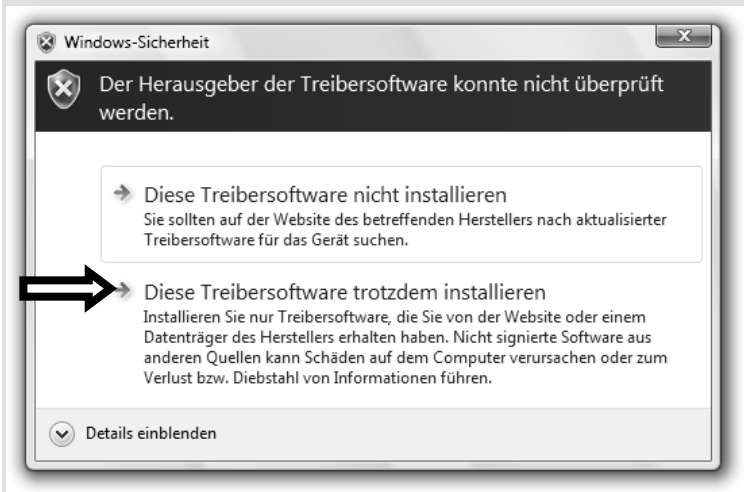 Windows-Sicherheit
Der Herausgeber der Treibersoftware konnte nicht überprüft
werden.
Diese Treibersoftware nicht installieren
Sie sollten auf der Website des betreffenden Herstellers nach aktualisierter
Treibersoftware für das Gerät suchen.
Diese Treibersoftware trotzdem installieren
Installieren Sie nur Treibersoftware, die Sie von der Website oder einem
Datenträger des Herstellers erhalten haben. Nicht signierte Software aus
anderen Quellen kann Schäden auf dem Computer verursachen oder zum
Verlust bzw. Diebstahl von Informationen führen.
Details einblenden